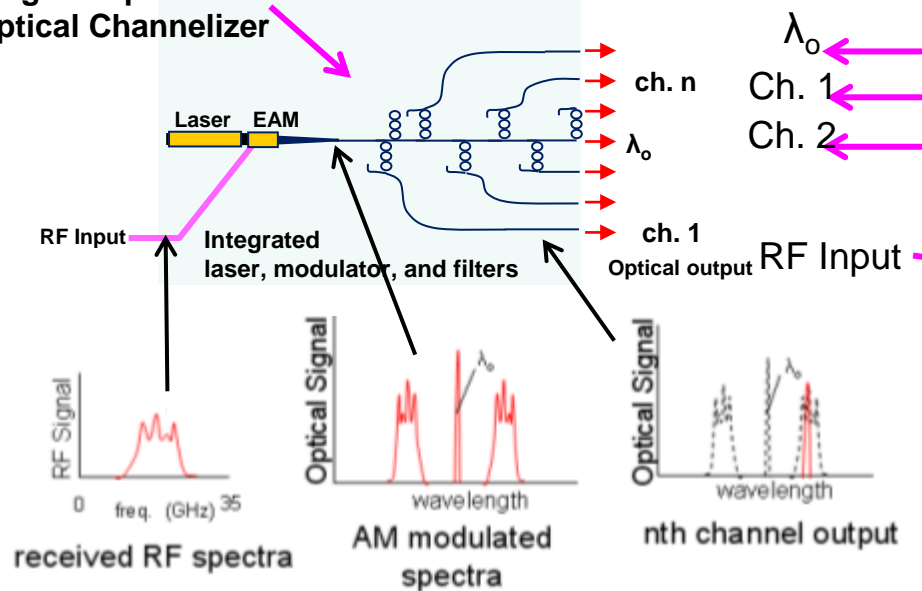 ptical Channelizer
Laser EAM
ch. n
λo
λo
Ch. 1
Ch. 2
RF Input
Integrated
laser, modulator, and filters
ch. 1
Optical output
RF Input
RF Signal
0 freq. (GHz) 35
received RF spectra
Optical Signal
λo
wavelength
AM modulated
spectra
Optical Signal
λo
wavelength
nth channel output